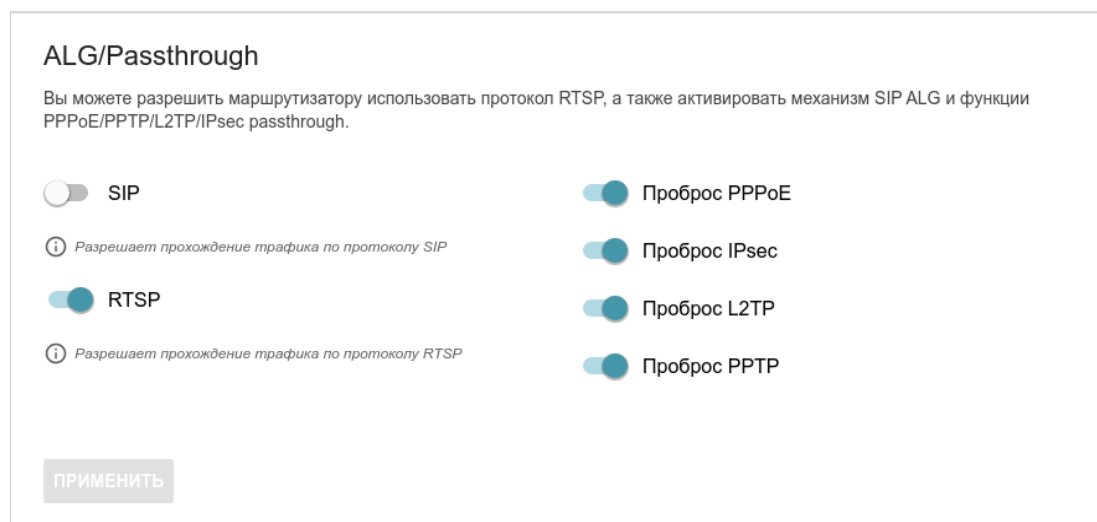 ALG/Passthrough
Вы можете разрешить маршрутизатору использовать протокол RTSP, а также активировать механизм SIP ALG и функции
PPPoE/PPTP/L2TP/IPsec passthrough.
SIP
Разрешает прохождение трафика по протоколу SIP
RTSP
Разрешает прохождение трафика по протоколу RTSP
Проброс PPPoE
Проброс IPsec
Проброс L2TP
Проброс PPTP
ПРИМЕНИТЬ